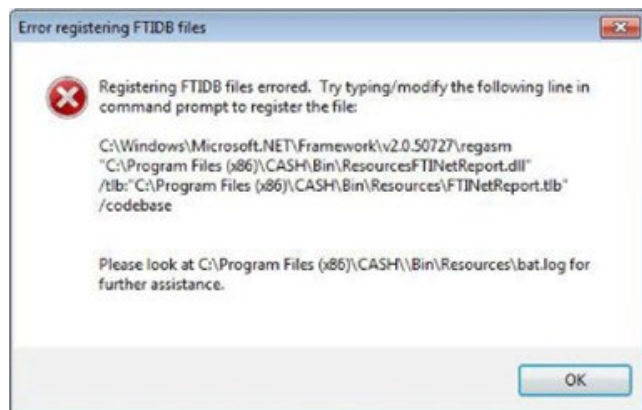 Error registering FTIDB files
Registering FTIDB files errored. Try typing/modify the following line in
command prompt to register the file:
C:\Windows\Microsoft.NET\Framework\v2.0.50727\regasm
"C:\Program Files (x86)\CASH\Bin\ResourcesFTINetReport.dll"
/tlb:"C:\Program Files (x86)\CASH\Bin\Resources\FTINetReport.tlb"
/codebase
Please look at C:\Program Files (x86)\CASH\\Bin\Resources\bat.log for
further assistance.
OK